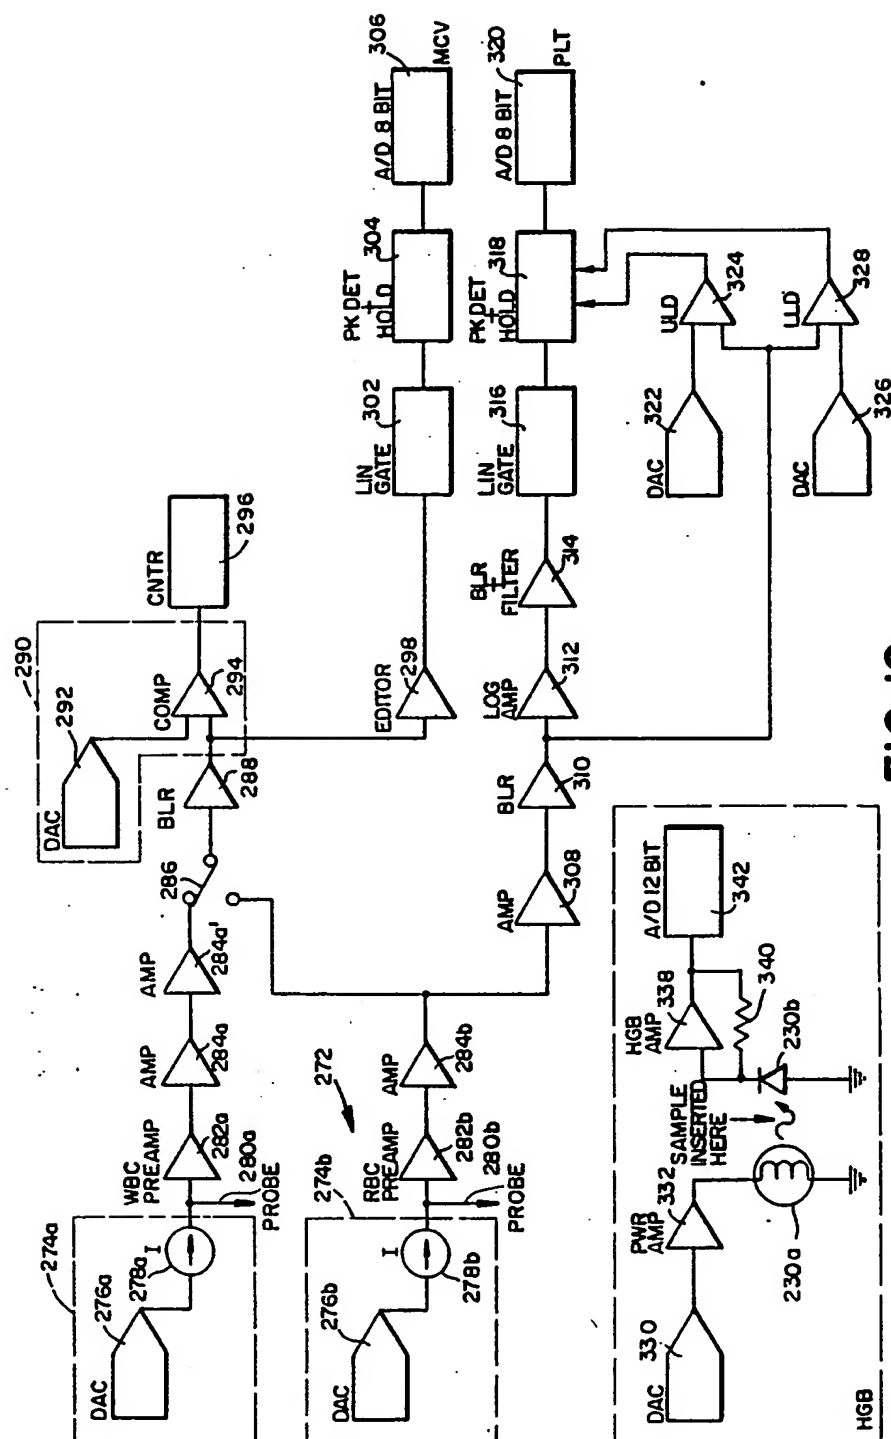 274a
276a
DAC
278a
I
280a
PROBE
WBC
PREAMP
282a
AMP
284a
AMP
284a'
286
BLR
288
290
DAC
292
COMP
294
CNTR
296
274b
276b
DAC
278b
I
280b
PROBE
272
RBC
PREAMP
282b
AMP
284b
EDITOR
298
LIN
GATE
302
PK DET
+
HOLD
304
A/D 8 BIT
306
MCV
AMP
308
BLR
310
LOG
AMP
312
BLR
+
FILTER
314
LIN
GATE
316
PK DET
+
HOLD
318
A/D 8 BIT
320
PLT
DAC
322
ULD
324
DAC
326
LLD
328
DAC
330
PWR
AMP
332
230a
SAMPLE
INSERTED
HERE
230b
HGB
AMP
338
340
A/D 12 BIT
342
HGB